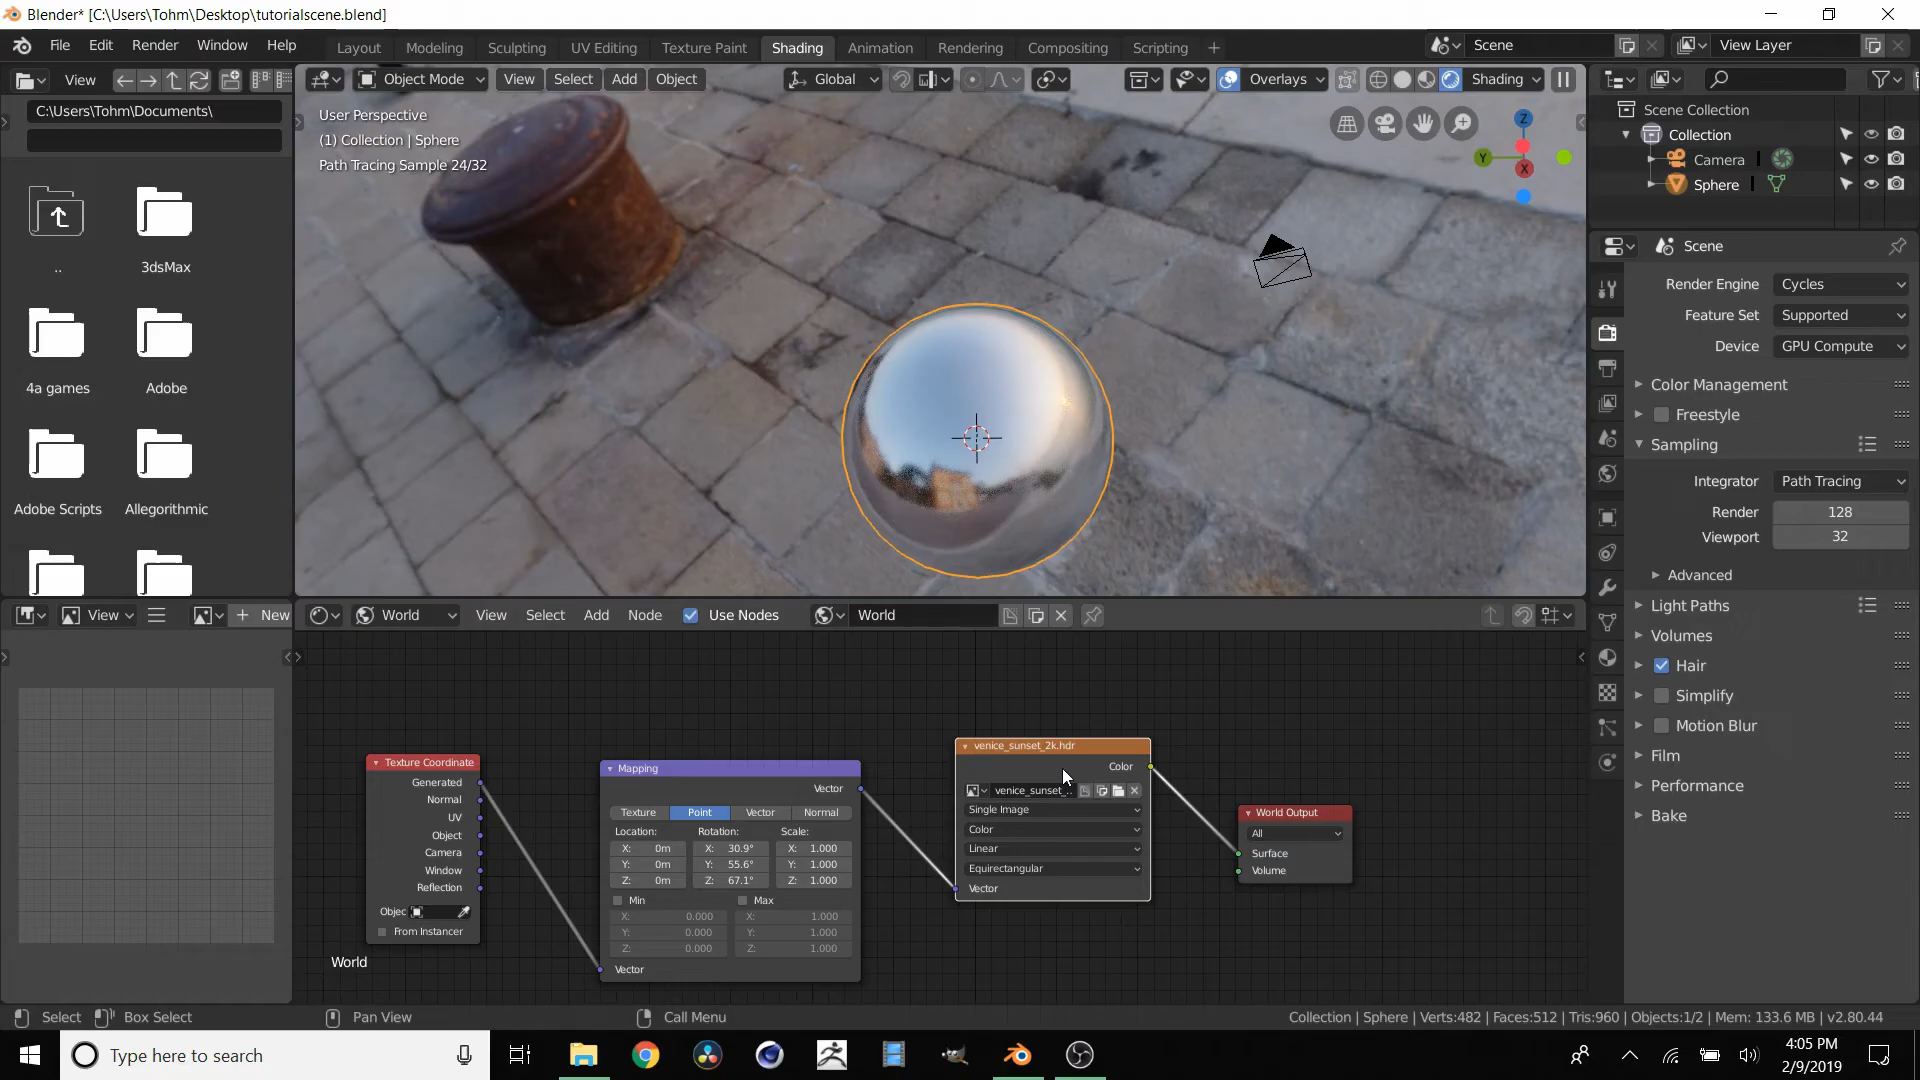 Blender* [C:\Users\Tohm\Desktop\tutorialscene.blend]
File Edit Render Window Help Layout Modeling Sculpting UV Editing Texture Paint Shading Animation Rendering Compositing Scripting + Scene View Layer
View Object Mode View Select Add Object Global Overlays Shading
C:\Users\Tohm\Documents\
User Perspective
(1) Collection | Sphere
Path Tracing Sample 24/32
Z
Y
X
..
3dsMax
4a games
Adobe
Adobe Scripts
Allegorithmic
Scene Collection
Collection
Camera
Sphere
Scene
Render Engine Cycles
Feature Set Supported
Device GPU Compute
Color Management
Freestyle
Sampling
Integrator Path Tracing
Render 128
Viewport 32
Advanced
Light Paths
Volumes
Hair
Simplify
Motion Blur
Film
Performance
Bake
View + New World View Select Add Node Use Nodes World
Texture Coordinate
Generated
Normal
UV
Object
Camera
Window
Reflection
Objec
From Instancer
World
Mapping
Vector
Texture Point Vector Normal
Location: Rotation: Scale:
X: 0m X: 30.9° X: 1.000
Y: 0m Y: 55.6° Y: 1.000
Z: 0m Z: 67.1° Z: 1.000
Min Max
X: 0.000 X: 1.000
Y: 0.000 Y: 1.000
Z: 0.000 Z: 1.000
Vector
venice_sunset_2k.hdr
Color
venice_sunset_..
Single Image
Color
Linear
Equirectangular
Vector
World Output
All
Surface
Volume
Select Box Select Pan View Call Menu Collection | Sphere | Verts:482 | Faces:512 | Tris:960 | Objects:1/2 | Mem: 133.6 MB | v2.80.44
Type here to search
4:05 PM
2/9/2019